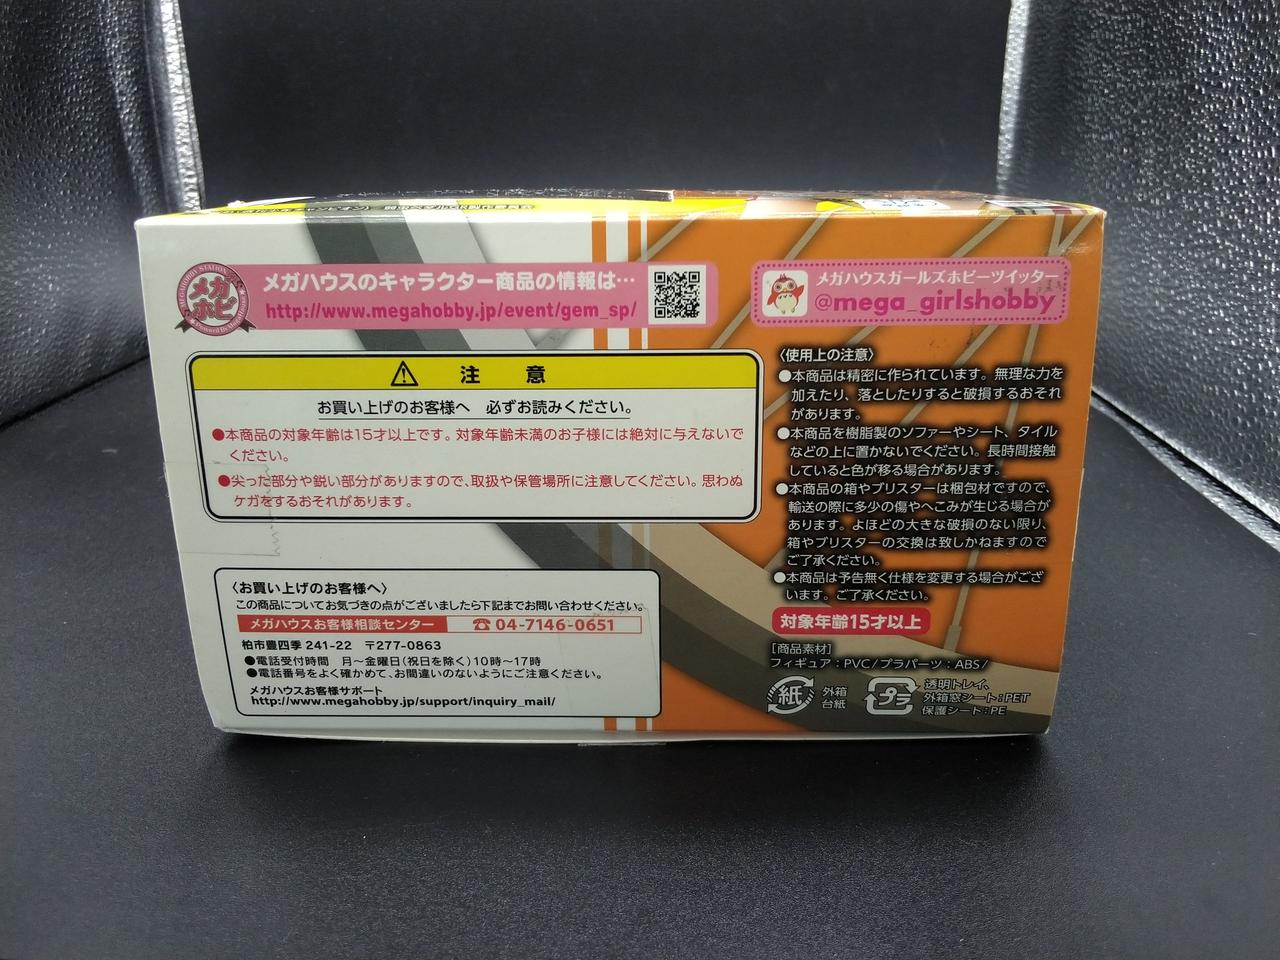 MEGAHOBBY STATION
メガホビ
メガハウスのキャラクター商品の情報は…
http://www.megahobby.jp/event/gem_sp/
メガハウスガールズホビーツイッター
@mega_girlshobby
注 意
お買い上げのお客様へ 必ずお読みください。
●本商品の対象年齢は15才以上です。対象年齢未満のお子様には絶対に与えないで
ください。
●尖った部分や鋭い部分がありますので、取扱や保管場所に注意してください。思わぬ
ケガをするおそれがあります。
〈お買い上げのお客様へ〉
この商品についてお気づきの点がございましたら下記までお問い合わせください。
メガハウスお客様相談センター ☎04-7146-0651
柏市豊四季 241-22 〒277-0863
●電話受付時間 月〜金曜日(祝日を除く)10時〜17時
●電話番号をよく確かめて、お間違いのないようにご注意ください。
メガハウスお客様サポート
http://www.megahobby.jp/support/inquiry_mail/
〈使用上の注意〉
●本商品は精密に作られています。無理な力を
加えたり、落としたりすると破損するおそれ
があります。
●本商品を樹脂製のソファーやシート、タイル
などの上に置かないでください。長時間接触
していると色が移る場合があります。
●本商品の箱やブリスターは梱包材ですので、
輸送の際に多少の傷やへこみが生じる場合が
あります。よほどの大きな破損のない限り、
箱やブリスターの交換は致しかねますので
ご了承ください。
●本商品は予告無く仕様を変更する場合がござ
います。ご了承ください。
対象年齢15才以上
[商品素材]
フィギュア:PVC/プラパーツ:ABS/
紙 外箱
台紙
プラ 透明トレイ、
外箱窓シート:PET
保護シート:PE